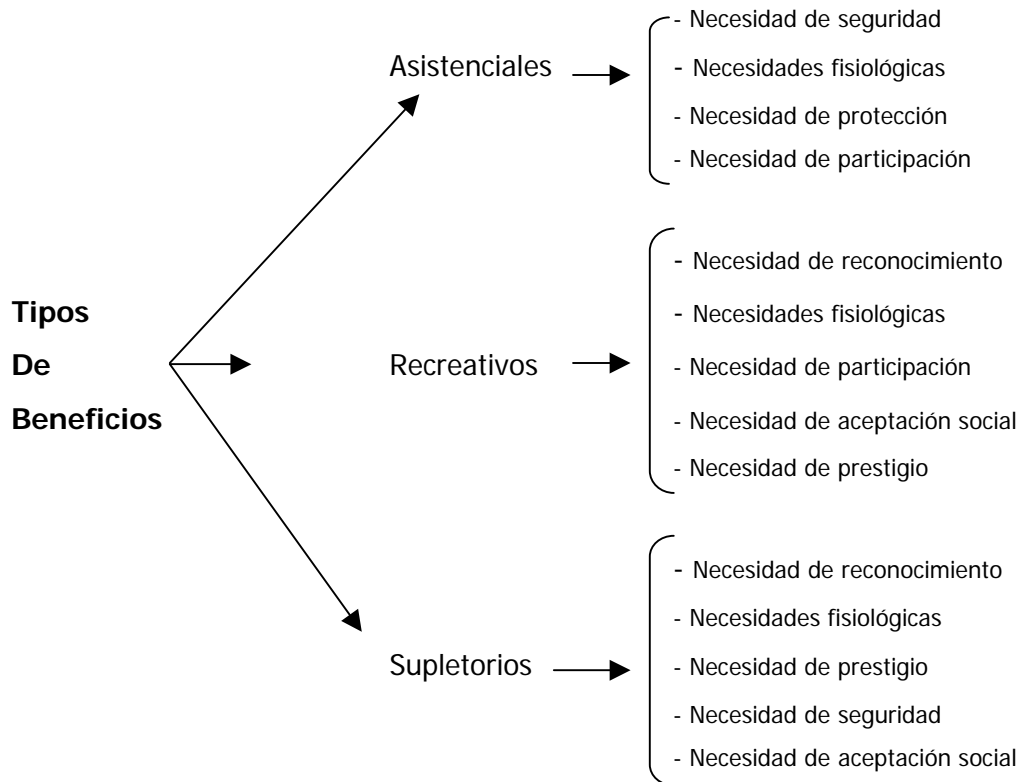 Tipos
De
Beneficios
Asistenciales
- Necesidad de seguridad
- Necesidades fisiológicas
- Necesidad de protección
- Necesidad de participación
Recreativos
- Necesidad de reconocimiento
- Necesidades fisiológicas
- Necesidad de participación
- Necesidad de aceptación social
- Necesidad de prestigio
Supletorios
- Necesidad de reconocimiento
- Necesidades fisiológicas
- Necesidad de prestigio
- Necesidad de seguridad
- Necesidad de aceptación social